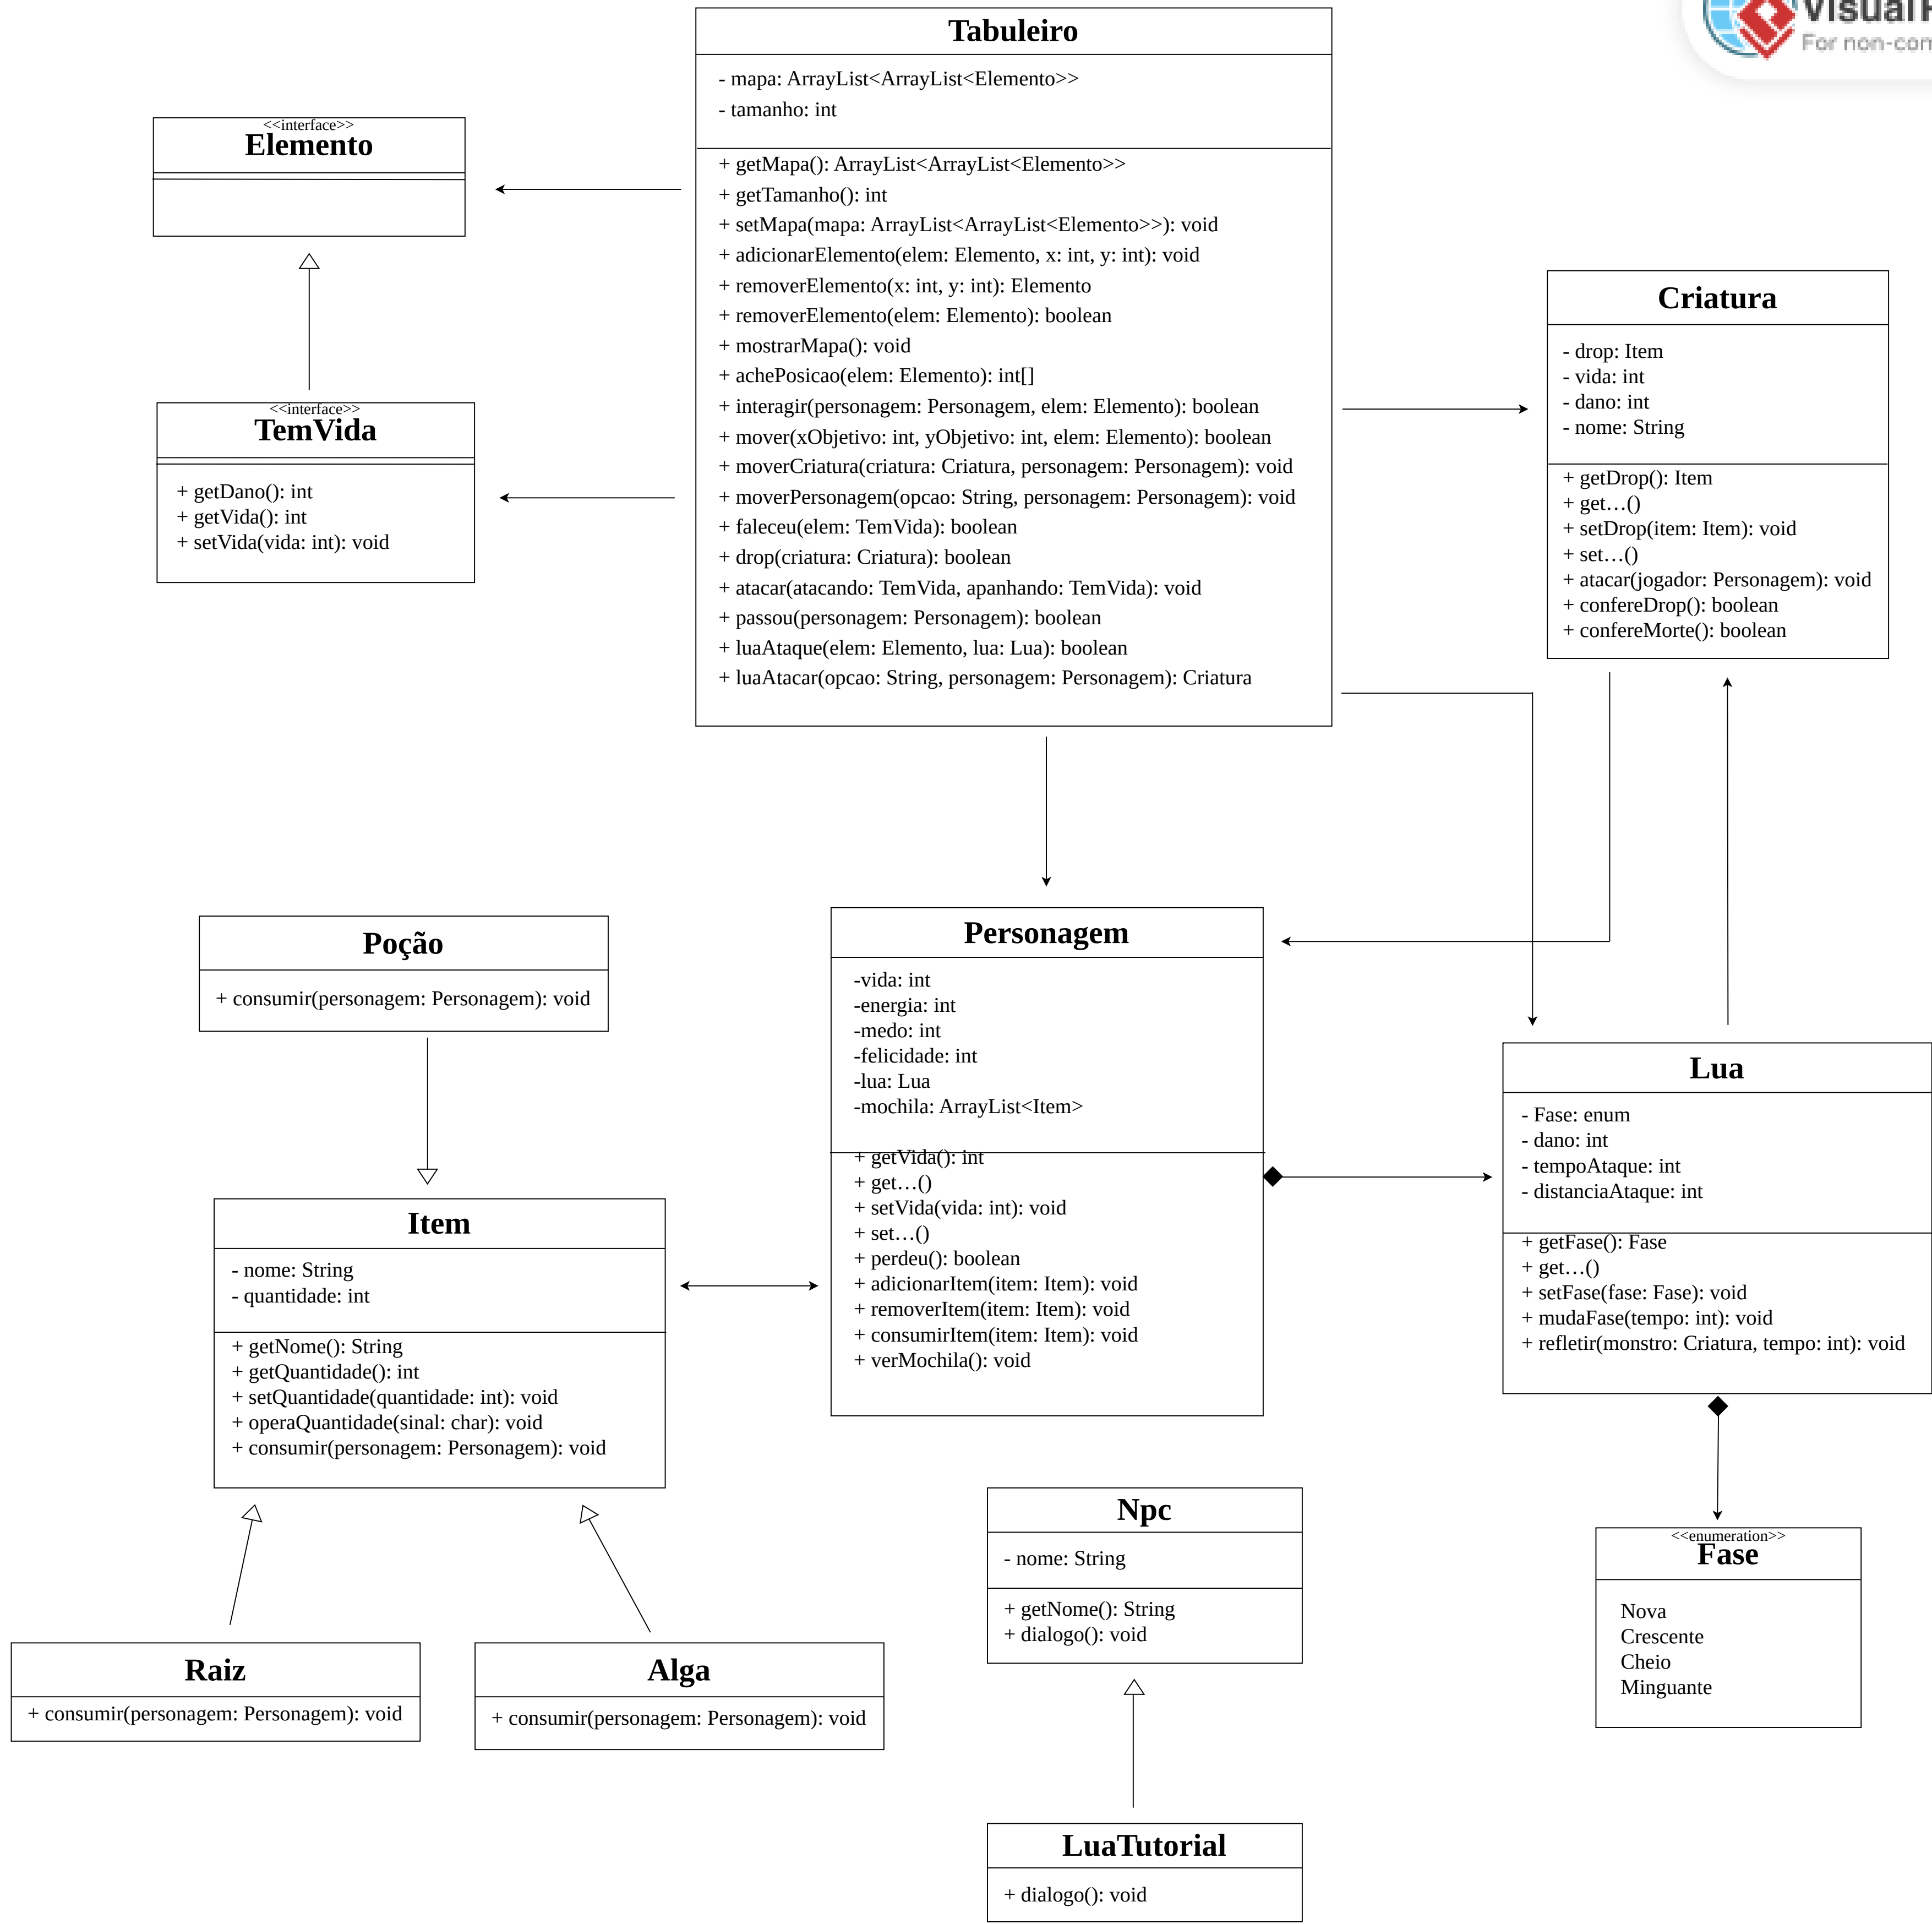 Visual
For non-com
Tabuleiro
- mapa: ArrayList<ArrayList<Elemento>>
- tamanho: int
+ getMapa(): ArrayList<ArrayList<Elemento>>
+ getTamanho(): int
+ setMapa(mapa: ArrayList<ArrayList<Elemento>>): void
+ adicionarElemento(elem: Elemento, x: int, y: int): void
+ removerElemento(x: int, y: int): Elemento
+ removerElemento(elem: Elemento): boolean
+ mostrarMapa(): void
+ achePosicao(elem: Elemento): int[]
+ interagir(personagem: Personagem, elem: Elemento): boolean
+ mover(xObjetivo: int, yObjetivo: int, elem: Elemento): boolean
+ moverCriatura(criatura: Criatura, personagem: Personagem): void
+ moverPersonagem(opcao: String, personagem: Personagem): void
+ faleceu(elem: TemVida): boolean
+ drop(criatura: Criatura): boolean
+ atacar(atacando: TemVida, apanhando: TemVida): void
+ passou(personagem: Personagem): boolean
+ luaAtaque(elem: Elemento, lua: Lua): boolean
+ luaAtacar(opcao: String, personagem: Personagem): Criatura
<<interface>>
Elemento
<<interface>>
TemVida
+ getDano(): int
+ getVida(): int
+ setVida(vida: int): void
Criatura
- drop: Item
- vida: int
- dano: int
- nome: String
+ getDrop(): Item
+ get…()
+ setDrop(item: Item): void
+ set…()
+ atacar(jogador: Personagem): void
+ confereDrop(): boolean
+ confereMorte(): boolean
Poção
+ consumir(personagem: Personagem): void
Personagem
-vida: int
-energia: int
-medo: int
-felicidade: int
-lua: Lua
-mochila: ArrayList<Item>
+ getVida(): int
+ get…()
+ setVida(vida: int): void
+ set…()
+ perdeu(): boolean
+ adicionarItem(item: Item): void
+ removerItem(item: Item): void
+ consumirItem(item: Item): void
+ verMochila(): void
Lua
- Fase: enum
- dano: int
- tempoAtaque: int
- distanciaAtaque: int
+ getFase(): Fase
+ get…()
+ setFase(fase: Fase): void
+ mudaFase(tempo: int): void
+ refletir(monstro: Criatura, tempo: int): void
Item
- nome: String
- quantidade: int
+ getNome(): String
+ getQuantidade(): int
+ setQuantidade(quantidade: int): void
+ operaQuantidade(sinal: char): void
+ consumir(personagem: Personagem): void
Npc
- nome: String
+ getNome(): String
+ dialogo(): void
<<enumeration>>
Fase
Nova
Crescente
Cheio
Minguante
Raiz
+ consumir(personagem: Personagem): void
Alga
+ consumir(personagem: Personagem): void
LuaTutorial
+ dialogo(): void